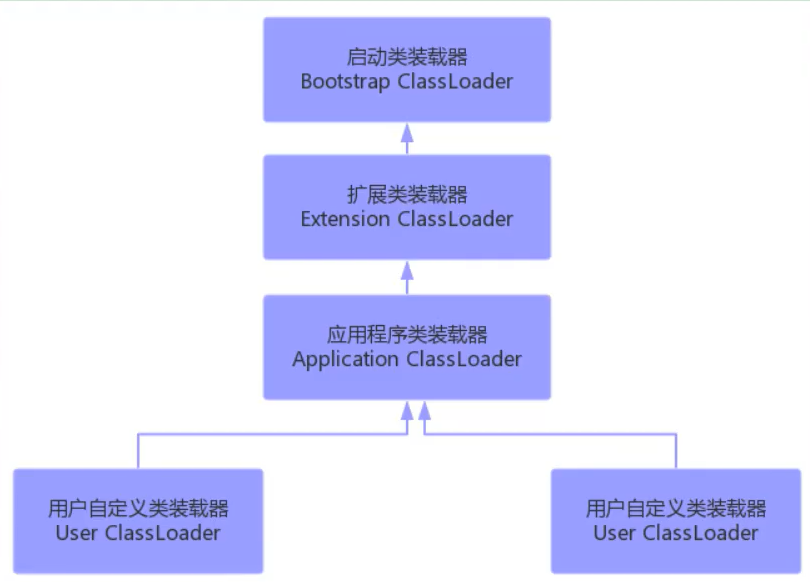 启动类装载器
Bootstrap ClassLoader
扩展类装载器
Extension ClassLoader
应用程序类装载器
Application ClassLoader
用户自定义类装载器
User ClassLoader
用户自定义类装载器
User ClassLoader